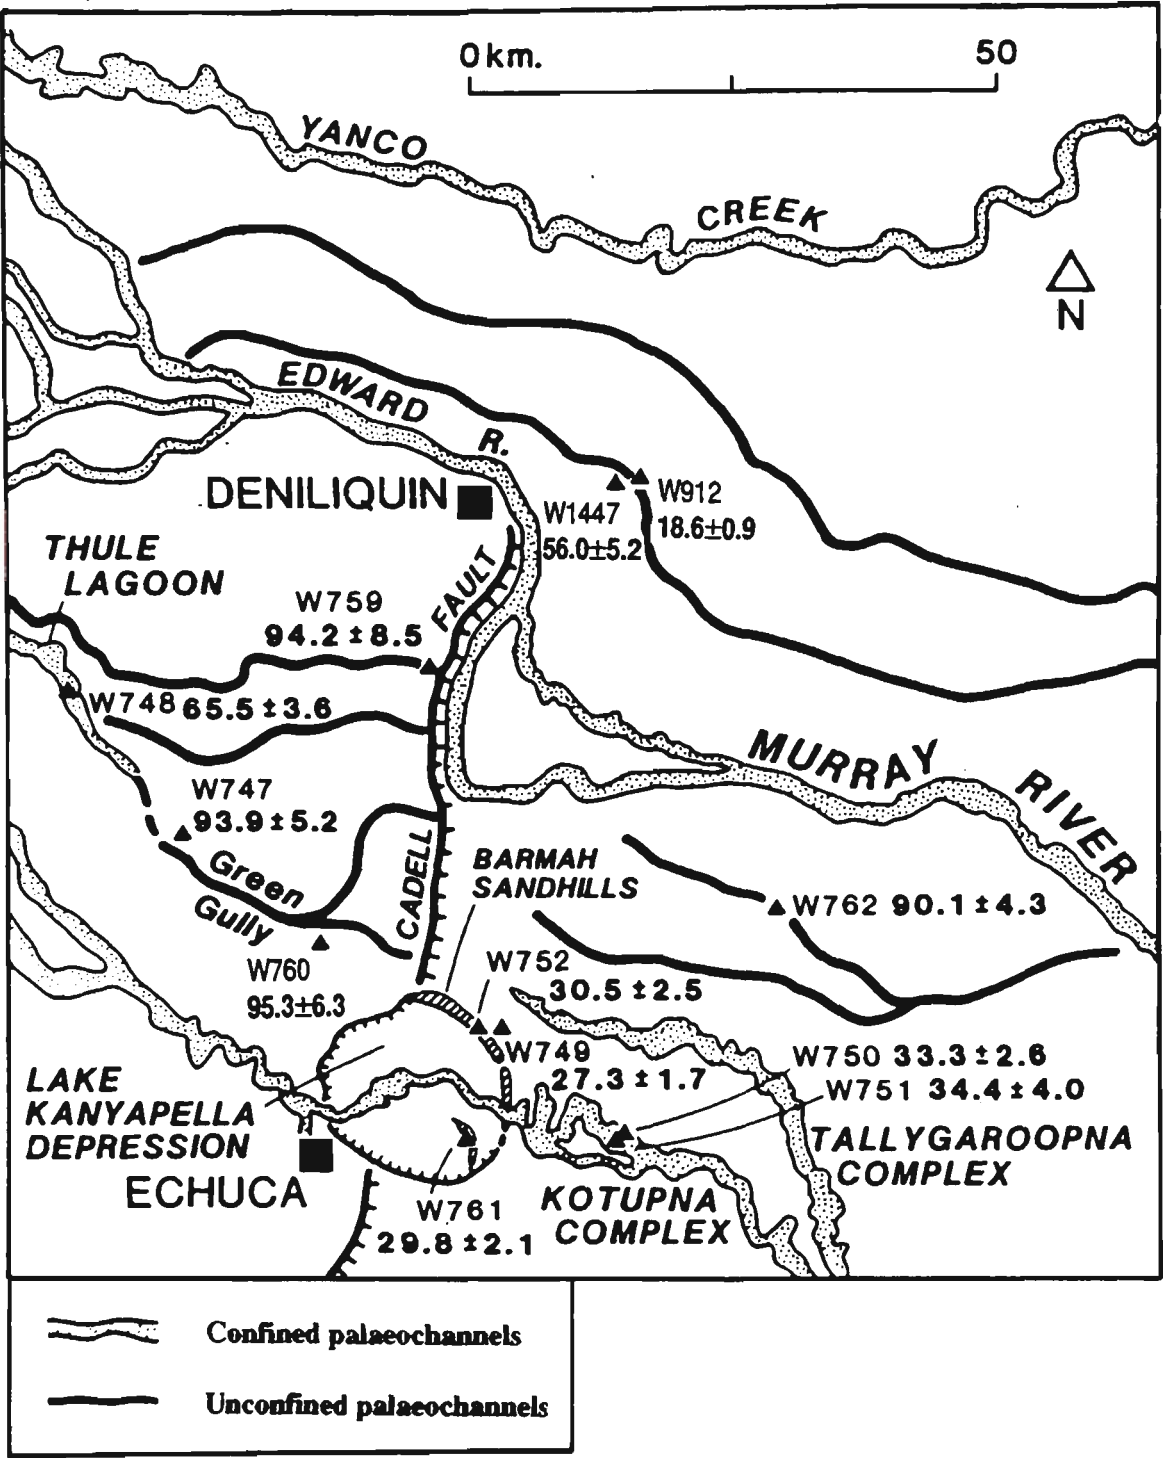 0 km. 50
YANCO
CREEK
N
EDWARD
R.
DENILIQUIN
W1447
56.0±5.2
W912
18.6±0.9
THULE
LAGOON
FAULT
W759
94.2±8.5
W748 65.5±3.6
MURRAY
RIVER
W747
93.9±5.2
Green
Gully
CADELL
BARMAH
SANDHILLS
W762 90.1±4.3
W760
95.3±6.3
W752
30.5±2.5
W749
27.3±1.7
W750 33.3±2.6
W751 34.4±4.0
LAKE
KANYAPELLA
DEPRESSION
TALLYGAROOPNA
COMPLEX
ECHUCA
W761
29.8±2.1
KOTUPNA
COMPLEX
Confined palaeochannels
Unconfined palaeochannels